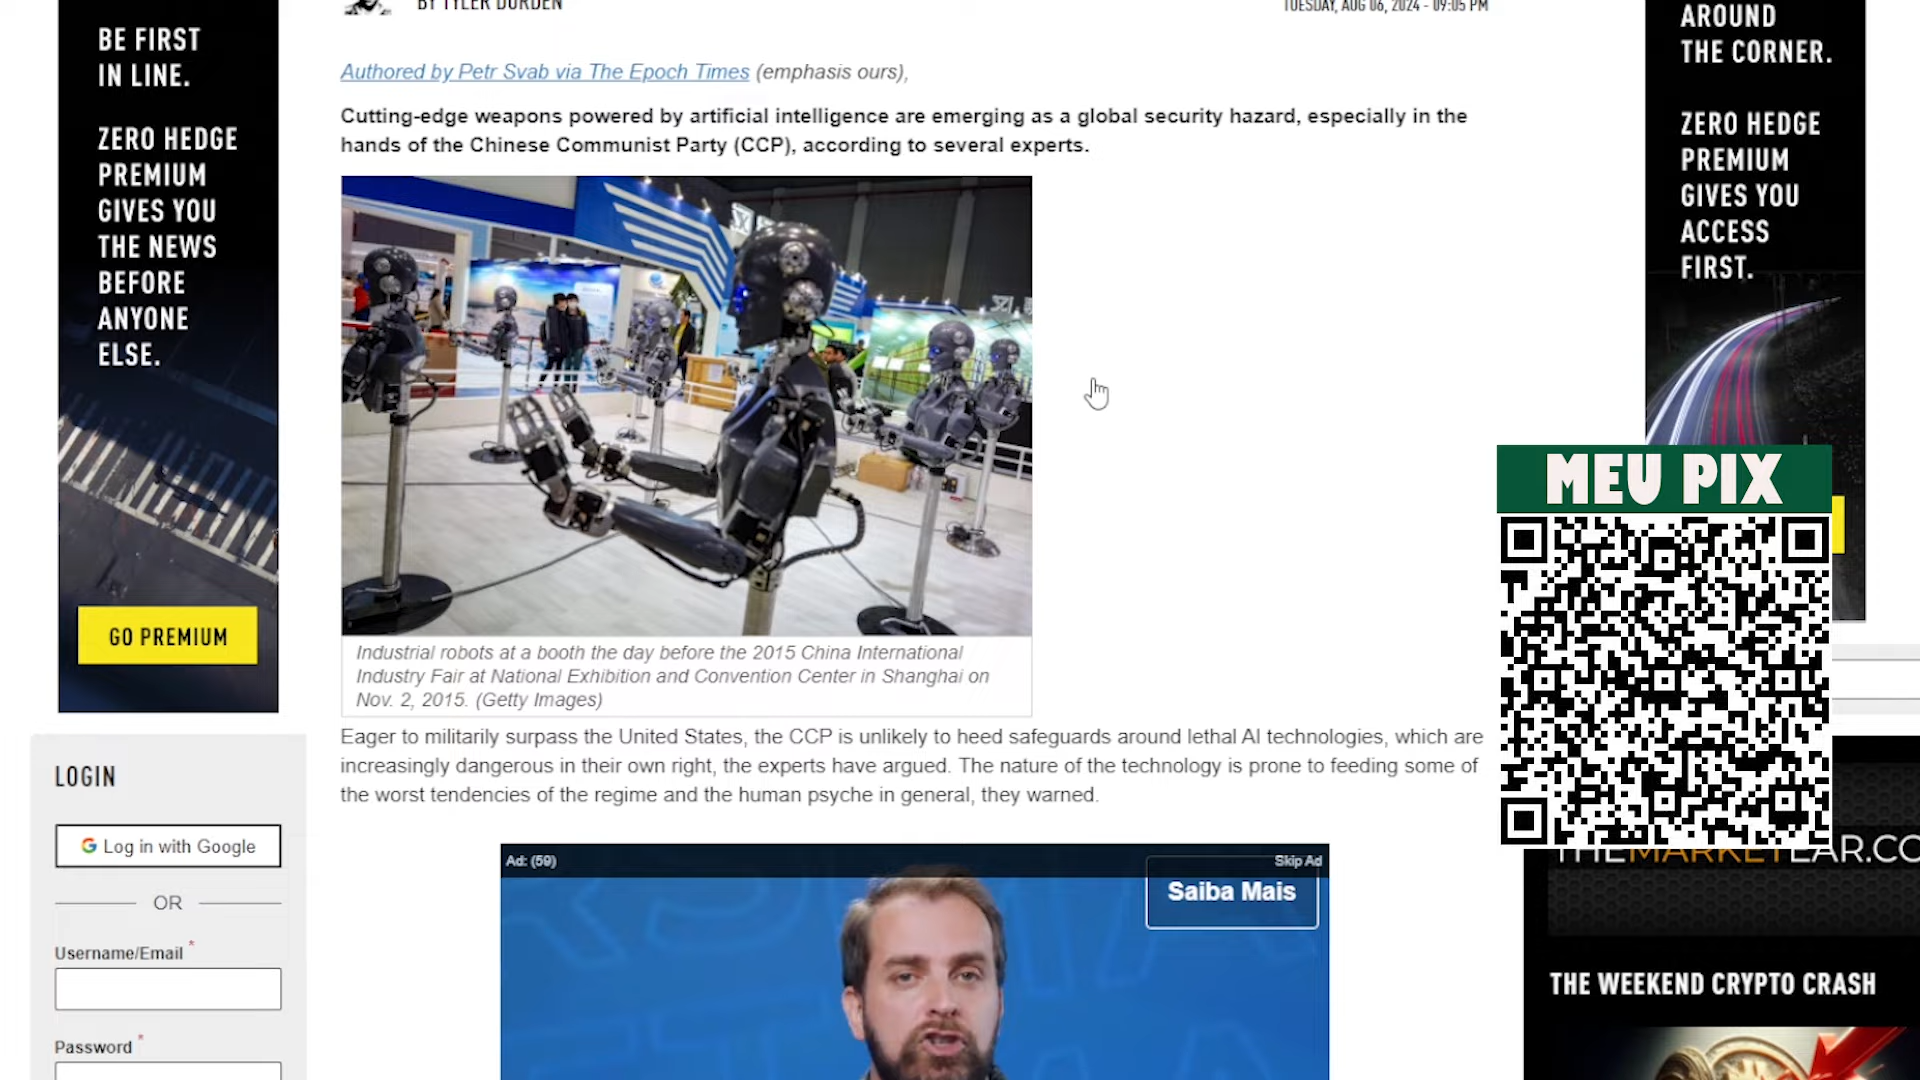 BY TYLER DURDEN
TUESDAY, AUG 06, 2024 - 09:05 PM
BE FIRST
IN LINE.
ZERO HEDGE
PREMIUM
GIVES YOU
THE NEWS
BEFORE
ANYONE
ELSE.
GO PREMIUM
AROUND
THE CORNER.
ZERO HEDGE
PREMIUM
GIVES YOU
ACCESS
FIRST.
Authored by Petr Svab via The Epoch Times (emphasis ours),
Cutting-edge weapons powered by artificial intelligence are emerging as a global security hazard, especially in the
hands of the Chinese Communist Party (CCP), according to several experts.
Industrial robots at a booth the day before the 2015 China International
Industry Fair at National Exhibition and Convention Center in Shanghai on
Nov. 2, 2015. (Getty Images)
Eager to militarily surpass the United States, the CCP is unlikely to heed safeguards around lethal AI technologies, which are
increasingly dangerous in their own right, the experts have argued. The nature of the technology is prone to feeding some of
the worst tendencies of the regime and the human psyche in general, they warned.
MEU PIX
LOGIN
Log in with Google
OR
Username/Email *
Password *
Ad: (59)
Skip Ad
Saiba Mais
THEMARKETEAR.CO
THE WEEKEND CRYPTO CRASH